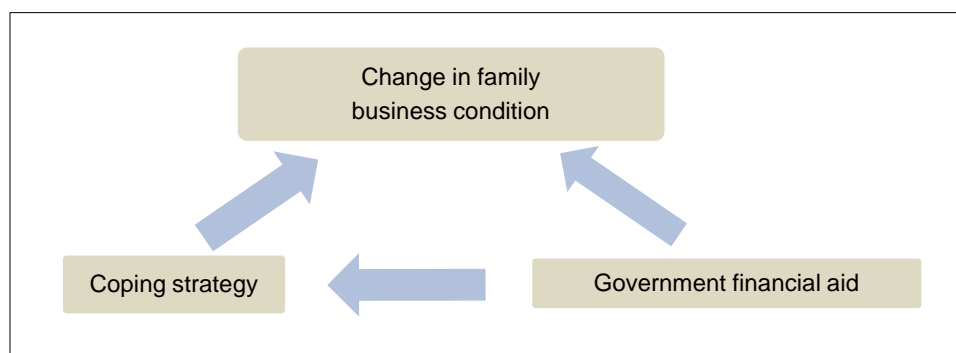 Change in family
business condition
Coping strategy
Government financial aid